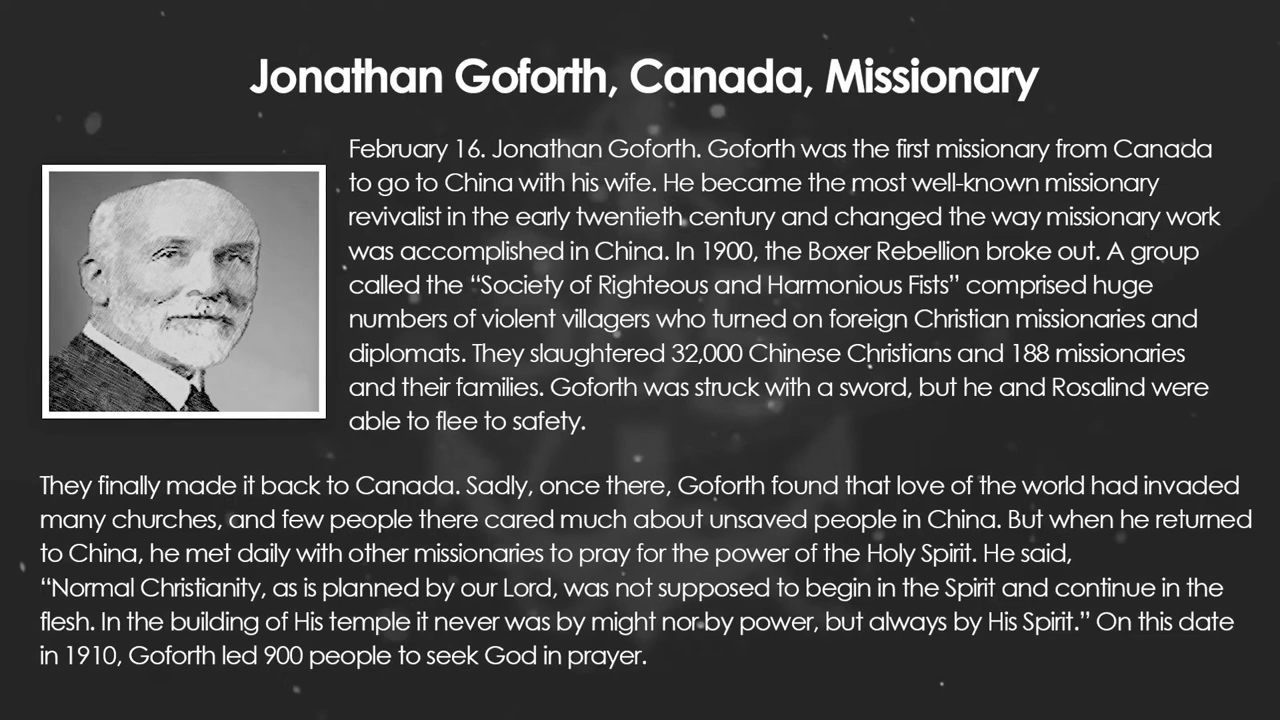 Jonathan Goforth, Canada, Missionary
February 16. Jonathan Goforth. Goforth was the first missionary from Canada
to go to China with his wife. He became the most well-known missionary
revivalist in the early twentieth century and changed the way missionary work
was accomplished in China. In 1900, the Boxer Rebellion broke out. A group
called the “Society of Righteous and Harmonious Fists” comprised huge
numbers of violent villagers who turned on foreign Christian missionaries and
diplomats. They slaughtered 32,000 Chinese Christians and 188 missionaries
and their families. Goforth was struck with a sword, but he and Rosalind were
able to flee to safety.
They finally made it back to Canada. Sadly, once there, Goforth found that love of the world had invaded
many churches, and few people there cared much about unsaved people in China. But when he returned
to China, he met daily with other missionaries to pray for the power of the Holy Spirit. He said,
“Normal Christianity, as is planned by our Lord, was not supposed to begin in the Spirit and continue in the
flesh. In the building of His temple it never was by might nor by power, but always by His Spirit.” On this date
in 1910, Goforth led 900 people to seek God in prayer.